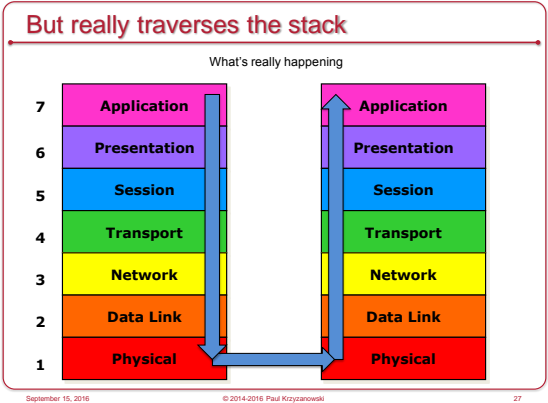 But really traverses the stack
What's really happening
7 Application Application
6 Presentation Presentation
5 Session Session
4 Transport Transport
3 Network Network
2 Data Link Data Link
1 Physical Physical
September 15, 2016 © 2014-2016 Paul Krzyzanowski 27